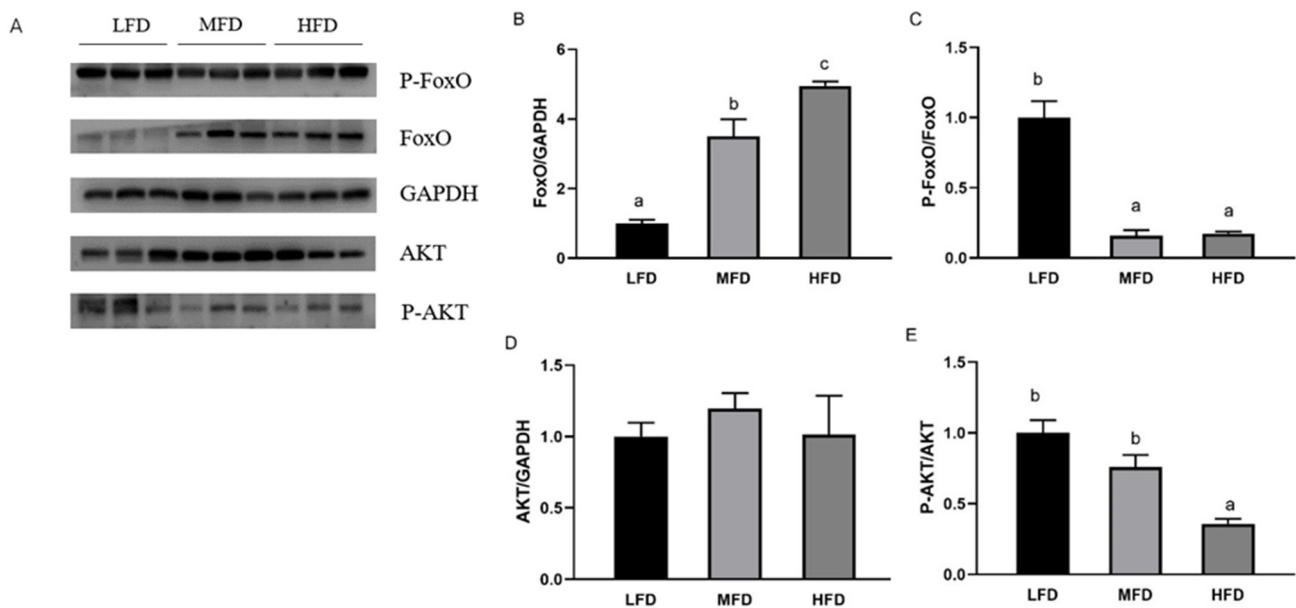 A
LFD MFD HFD
P-FoxO
FoxO
GAPDH
AKT
P-AKT
B
FoxO/GAPDH
6
4
2
0
a
b
c
LFD MFD HFD
C
P-FoxO/FoxO
1.5
1.0
0.5
0.0
b
a
a
LFD MFD HFD
D
AKT/GAPDH
1.5
1.0
0.5
0.0
LFD MFD HFD
E
P-AKT/AKT
1.5
1.0
0.5
0.0
b
b
a
LFD MFD HFD